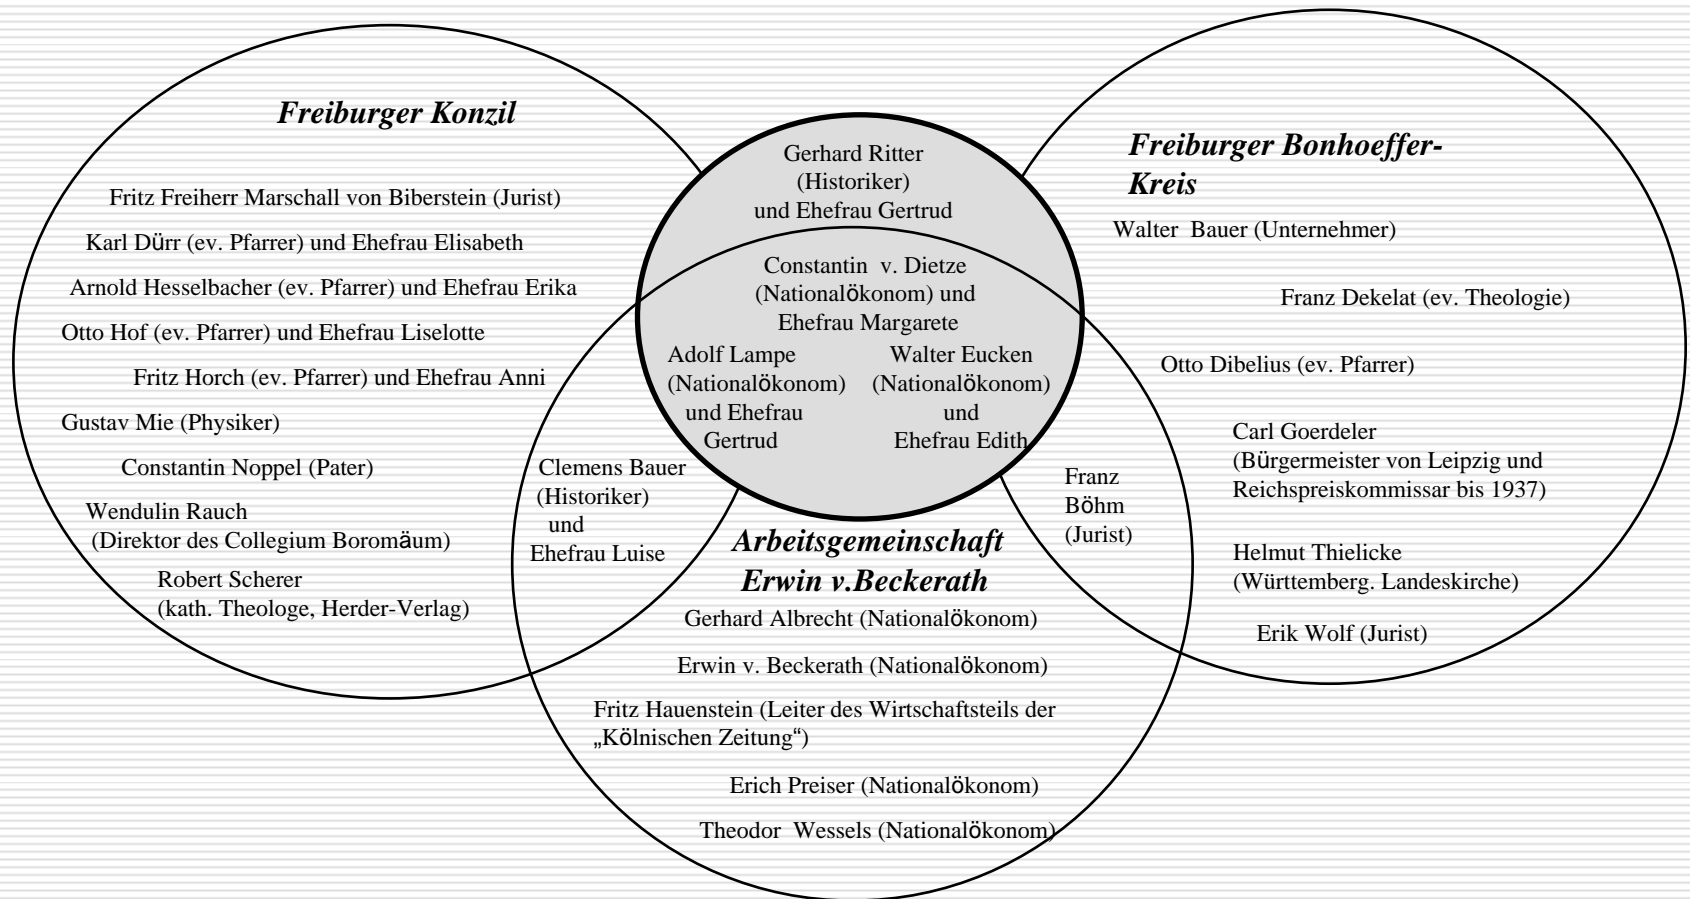 Freiburger Konzil
Fritz Freiherr Marschall von Biberstein (Jurist)
Karl Dürr (ev. Pfarrer) und Ehefrau Elisabeth
Arnold Hesselbacher (ev. Pfarrer) und Ehefrau Erika
Otto Hof (ev. Pfarrer) und Ehefrau Liselotte
Fritz Horch (ev. Pfarrer) und Ehefrau Anni
Gustav Mie (Physiker)
Constantin Noppel (Pater)
Wendulin Rauch
(Direktor des Collegium Boromäum)
Robert Scherer
(kath. Theologe, Herder-Verlag)
Gerhard Ritter
(Historiker)
und Ehefrau Gertrud
Constantin v. Dietze
(Nationalökonom) und
Ehefrau Margarete
Adolf Lampe
(Nationalökonom)
und Ehefrau
Gertrud
Walter Eucken
(Nationalökonom)
und
Ehefrau Edith
Clemens Bauer
(Historiker)
und
Ehefrau Luise
Franz
Böhm
(Jurist)
Arbeitsgemeinschaft
Erwin v.Beckerath
Gerhard Albrecht (Nationalökonom)
Erwin v. Beckerath (Nationalökonom)
Fritz Hauenstein (Leiter des Wirtschaftsteils der
„Kölnischen Zeitung“)
Erich Preiser (Nationalökonom)
Theodor Wessels (Nationalökonom)
Freiburger Bonhoeffer-
Kreis
Walter Bauer (Unternehmer)
Franz Dekelat (ev. Theologie)
Otto Dibelius (ev. Pfarrer)
Carl Goerdeler
(Bürgermeister von Leipzig und
Reichspreiskommissar bis 1937)
Helmut Thielicke
(Württemberg. Landeskirche)
Erik Wolf (Jurist)